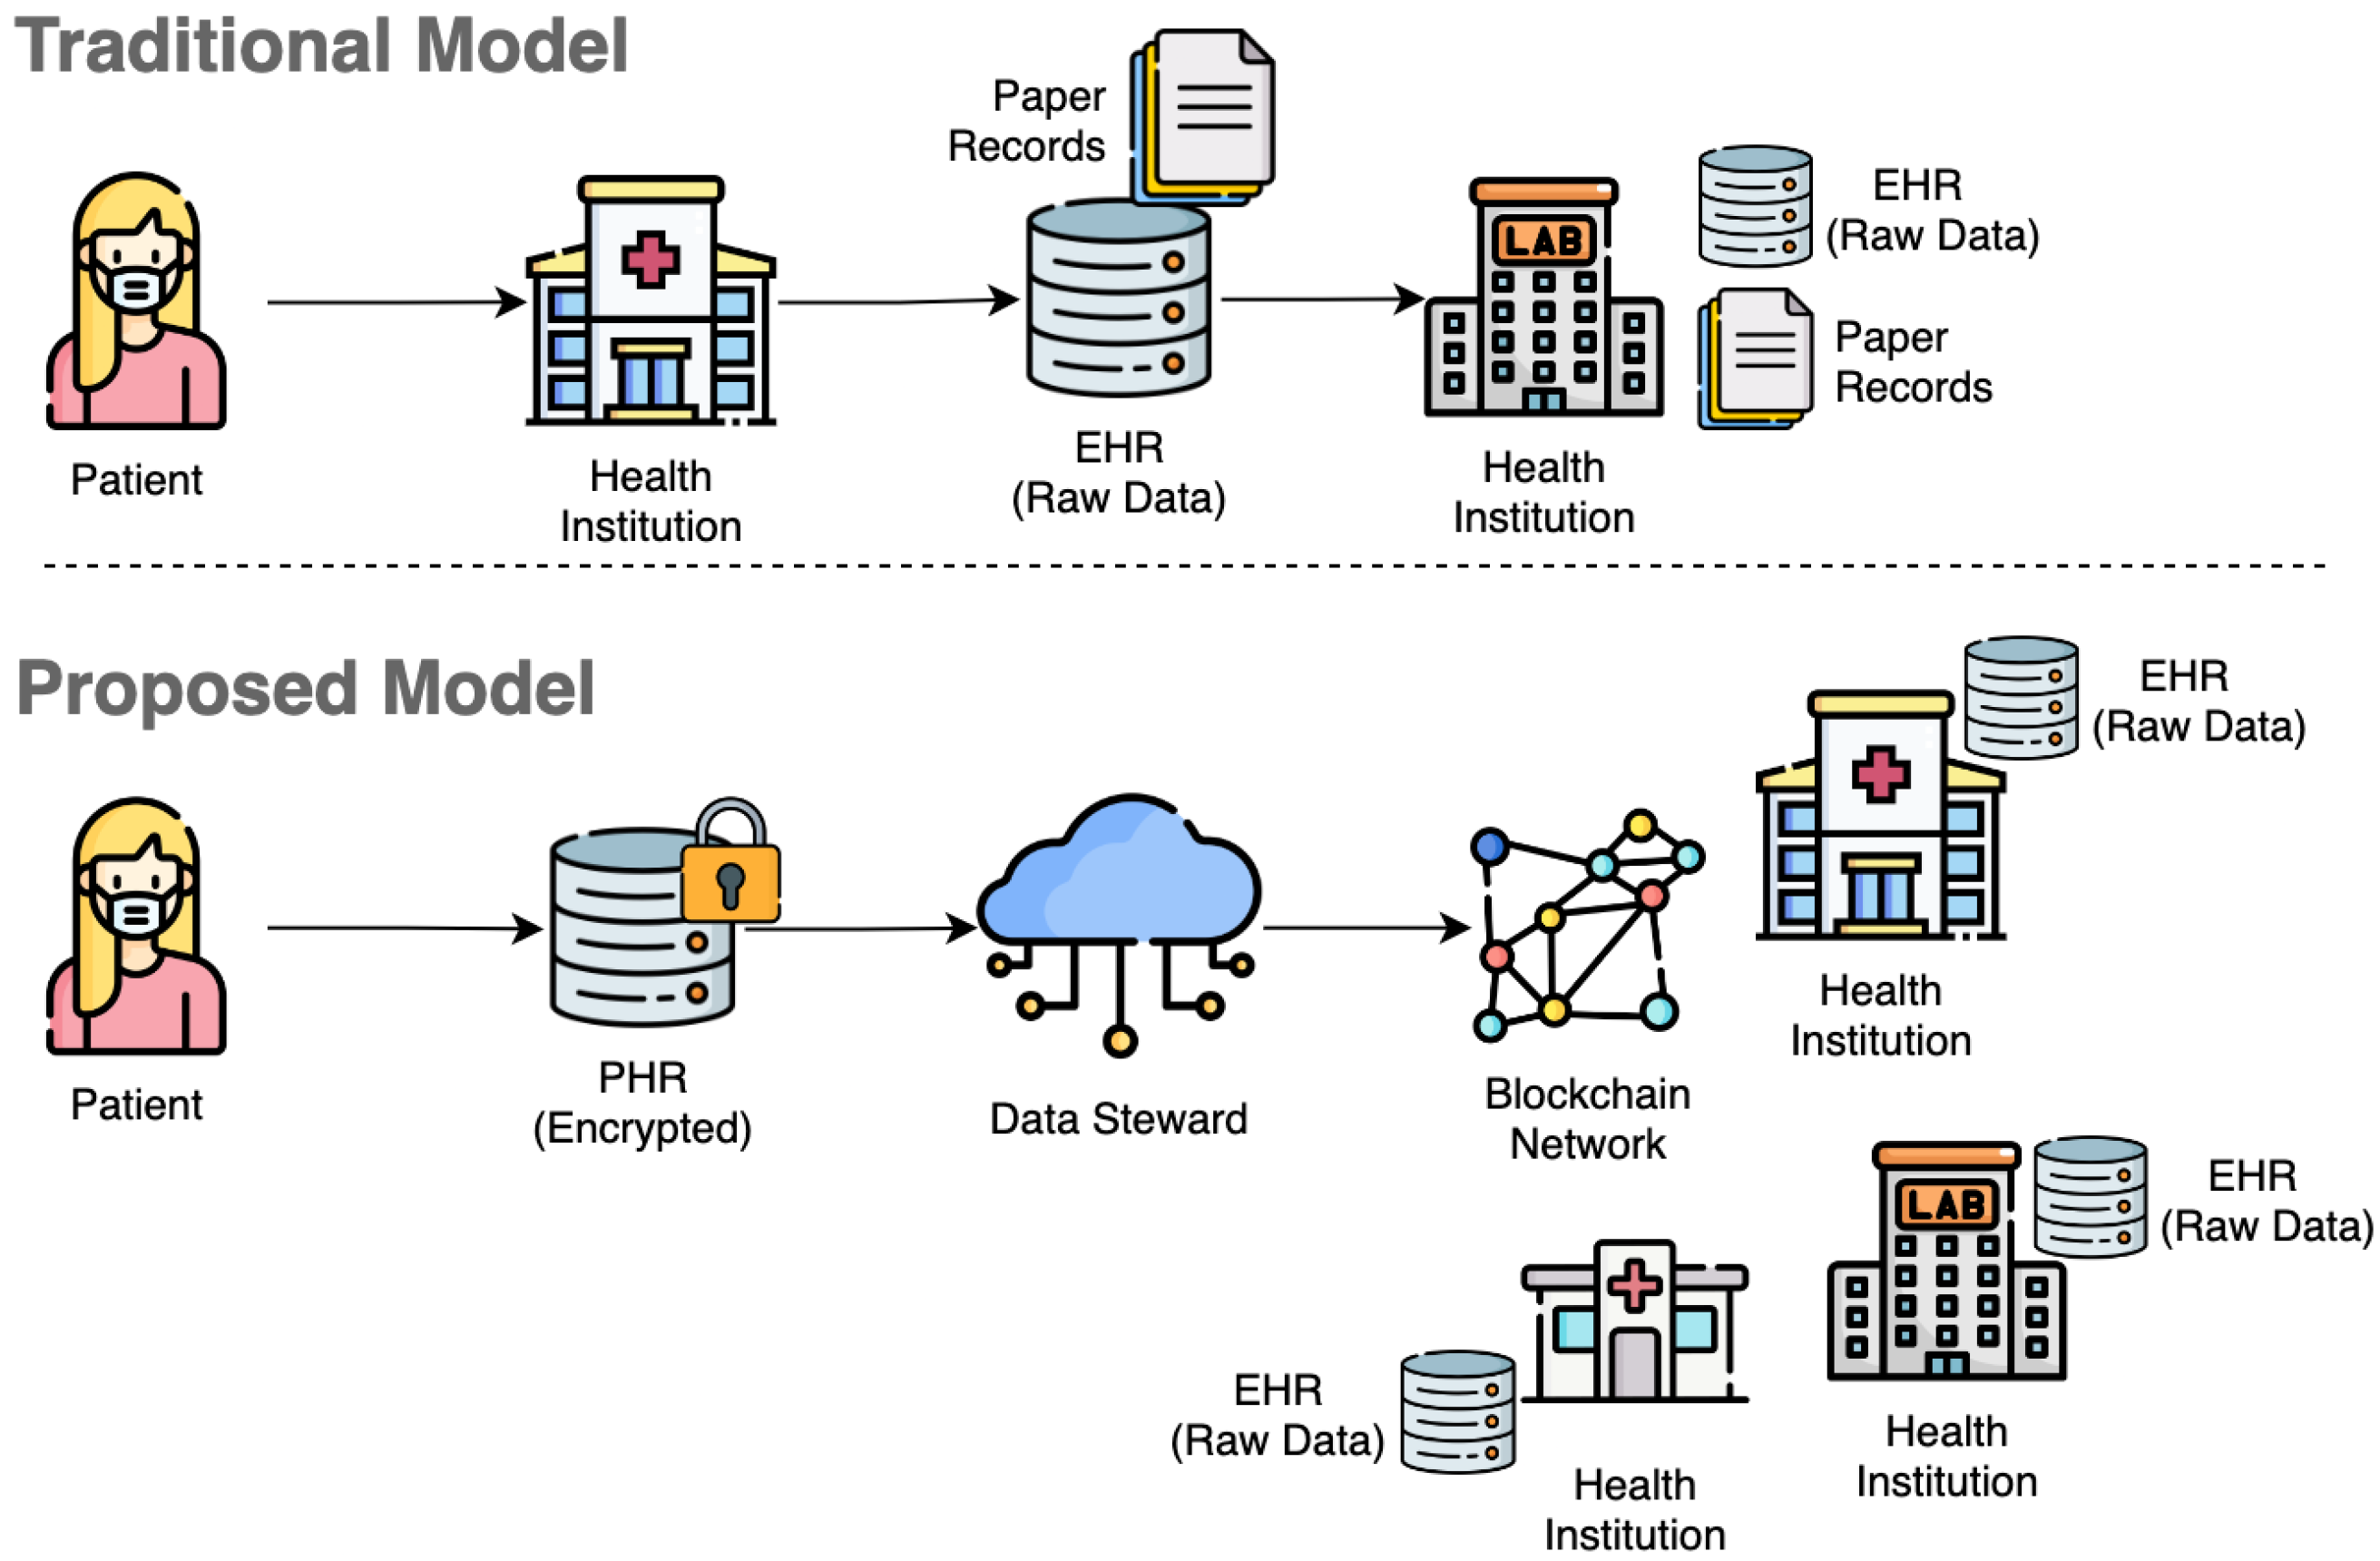 Traditional Model
Paper
Records
Patient
Health
Institution
EHR
(Raw Data)
LAB
Health
Institution
EHR
(Raw Data)
Paper
Records
Proposed Model
Patient
PHR
(Encrypted)
Data Steward
Blockchain
Network
EHR
(Raw Data)
Health
Institution
LAB
EHR
(Raw Data)
Health
Institution
EHR
(Raw Data)
Health
Institution